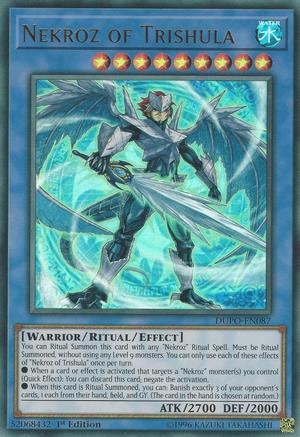 NEKROZ OF TRISHULA
WATER
水
DUPO-EN087
[WARRIOR/RITUAL/EFFECT]
You can Ritual Summon this card with any "Nekroz" Ritual Spell. Must be Ritual
Summoned, without using any Level 9 monsters. You can only use each of these effects
of "Nekroz of Trishula" once per turn.
● When a card or effect is activated that targets a "Nekroz" monster(s) you control
(Quick Effect): You can discard this card; negate the activation.
● When this card is Ritual Summoned, you can: Banish exactly 3 of your opponent's
cards, 1 each from their hand, field, and GY. (The card in the hand is chosen at random.)
ATK/2700 DEF/2000
52068432 1st Edition ©1996 KAZUKI TAKAHASHI